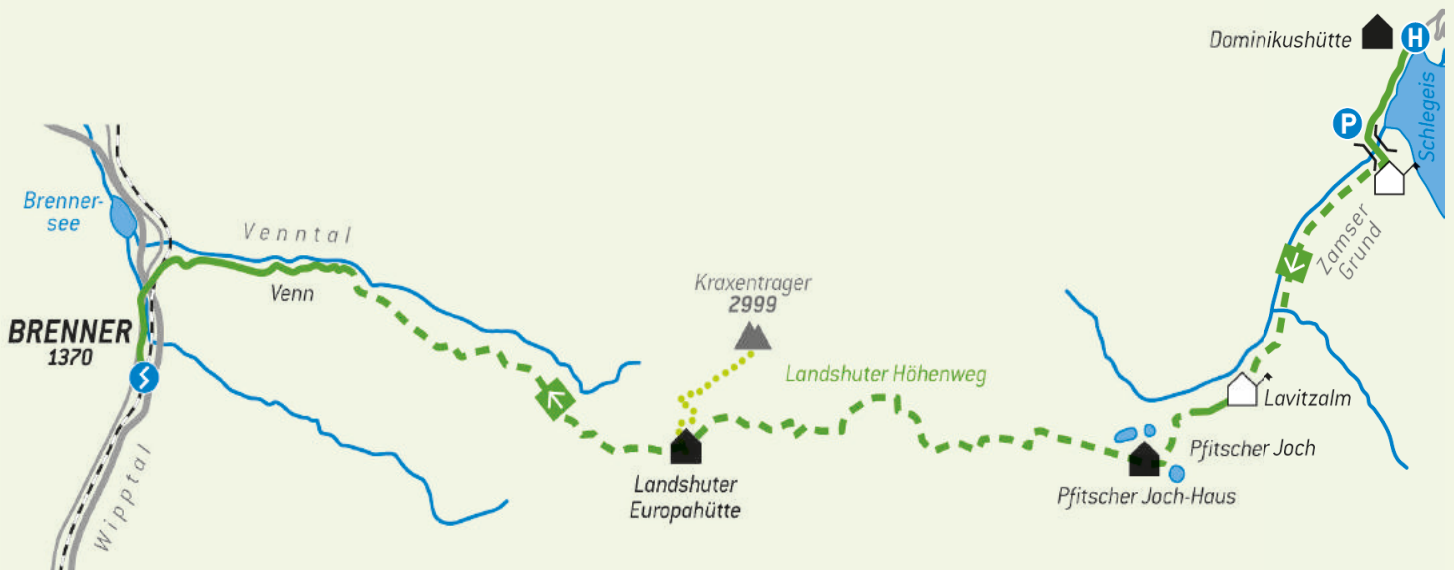 Dominikushütte
H
P
Schlegeis
Zamser
Grund
Brenner-
see
Venntal
Venn
BRENNER
1370
Wipptal
Kraxentrager
2999
Landshuter Höhenweg
Landshuter
Europahütte
Lavitzalm
Pfitscher Joch
Pfitscher Joch-Haus